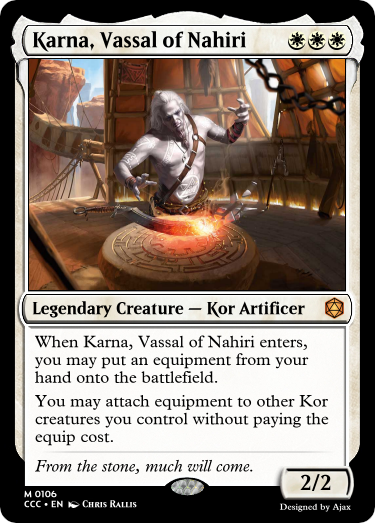 Karna, Vassal of Nahiri
Legendary Creature — Kor Artificer
When Karna, Vassal of Nahiri enters,
you may put an equipment from your
hand onto the battlefield.
You may attach equipment to other Kor
creatures you control without paying the
equip cost.
From the stone, much will come.
2/2
M 0106
CCC • EN Chris Rallis
Designed by Ajax